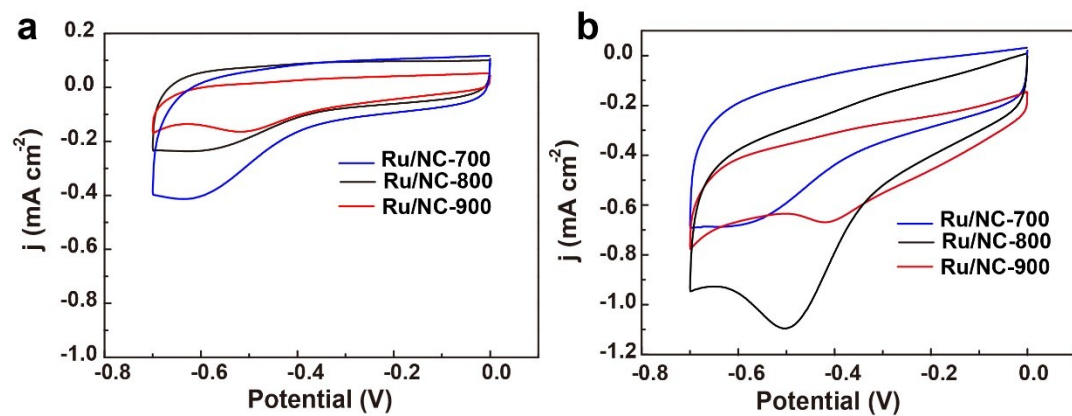 a
0.2
0.0
-0.2
-0.4
-0.6
-0.8
-1.0
j (mA cm-2)
Ru/NC-700
Ru/NC-800
Ru/NC-900
-0.8 -0.6 -0.4 -0.2 0.0
Potential (V)
b
0.0
-0.2
-0.4
-0.6
-0.8
-1.0
-1.2
j (mA cm-2)
Ru/NC-700
Ru/NC-800
Ru/NC-900
-0.8 -0.6 -0.4 -0.2 0.0
Potential (V)